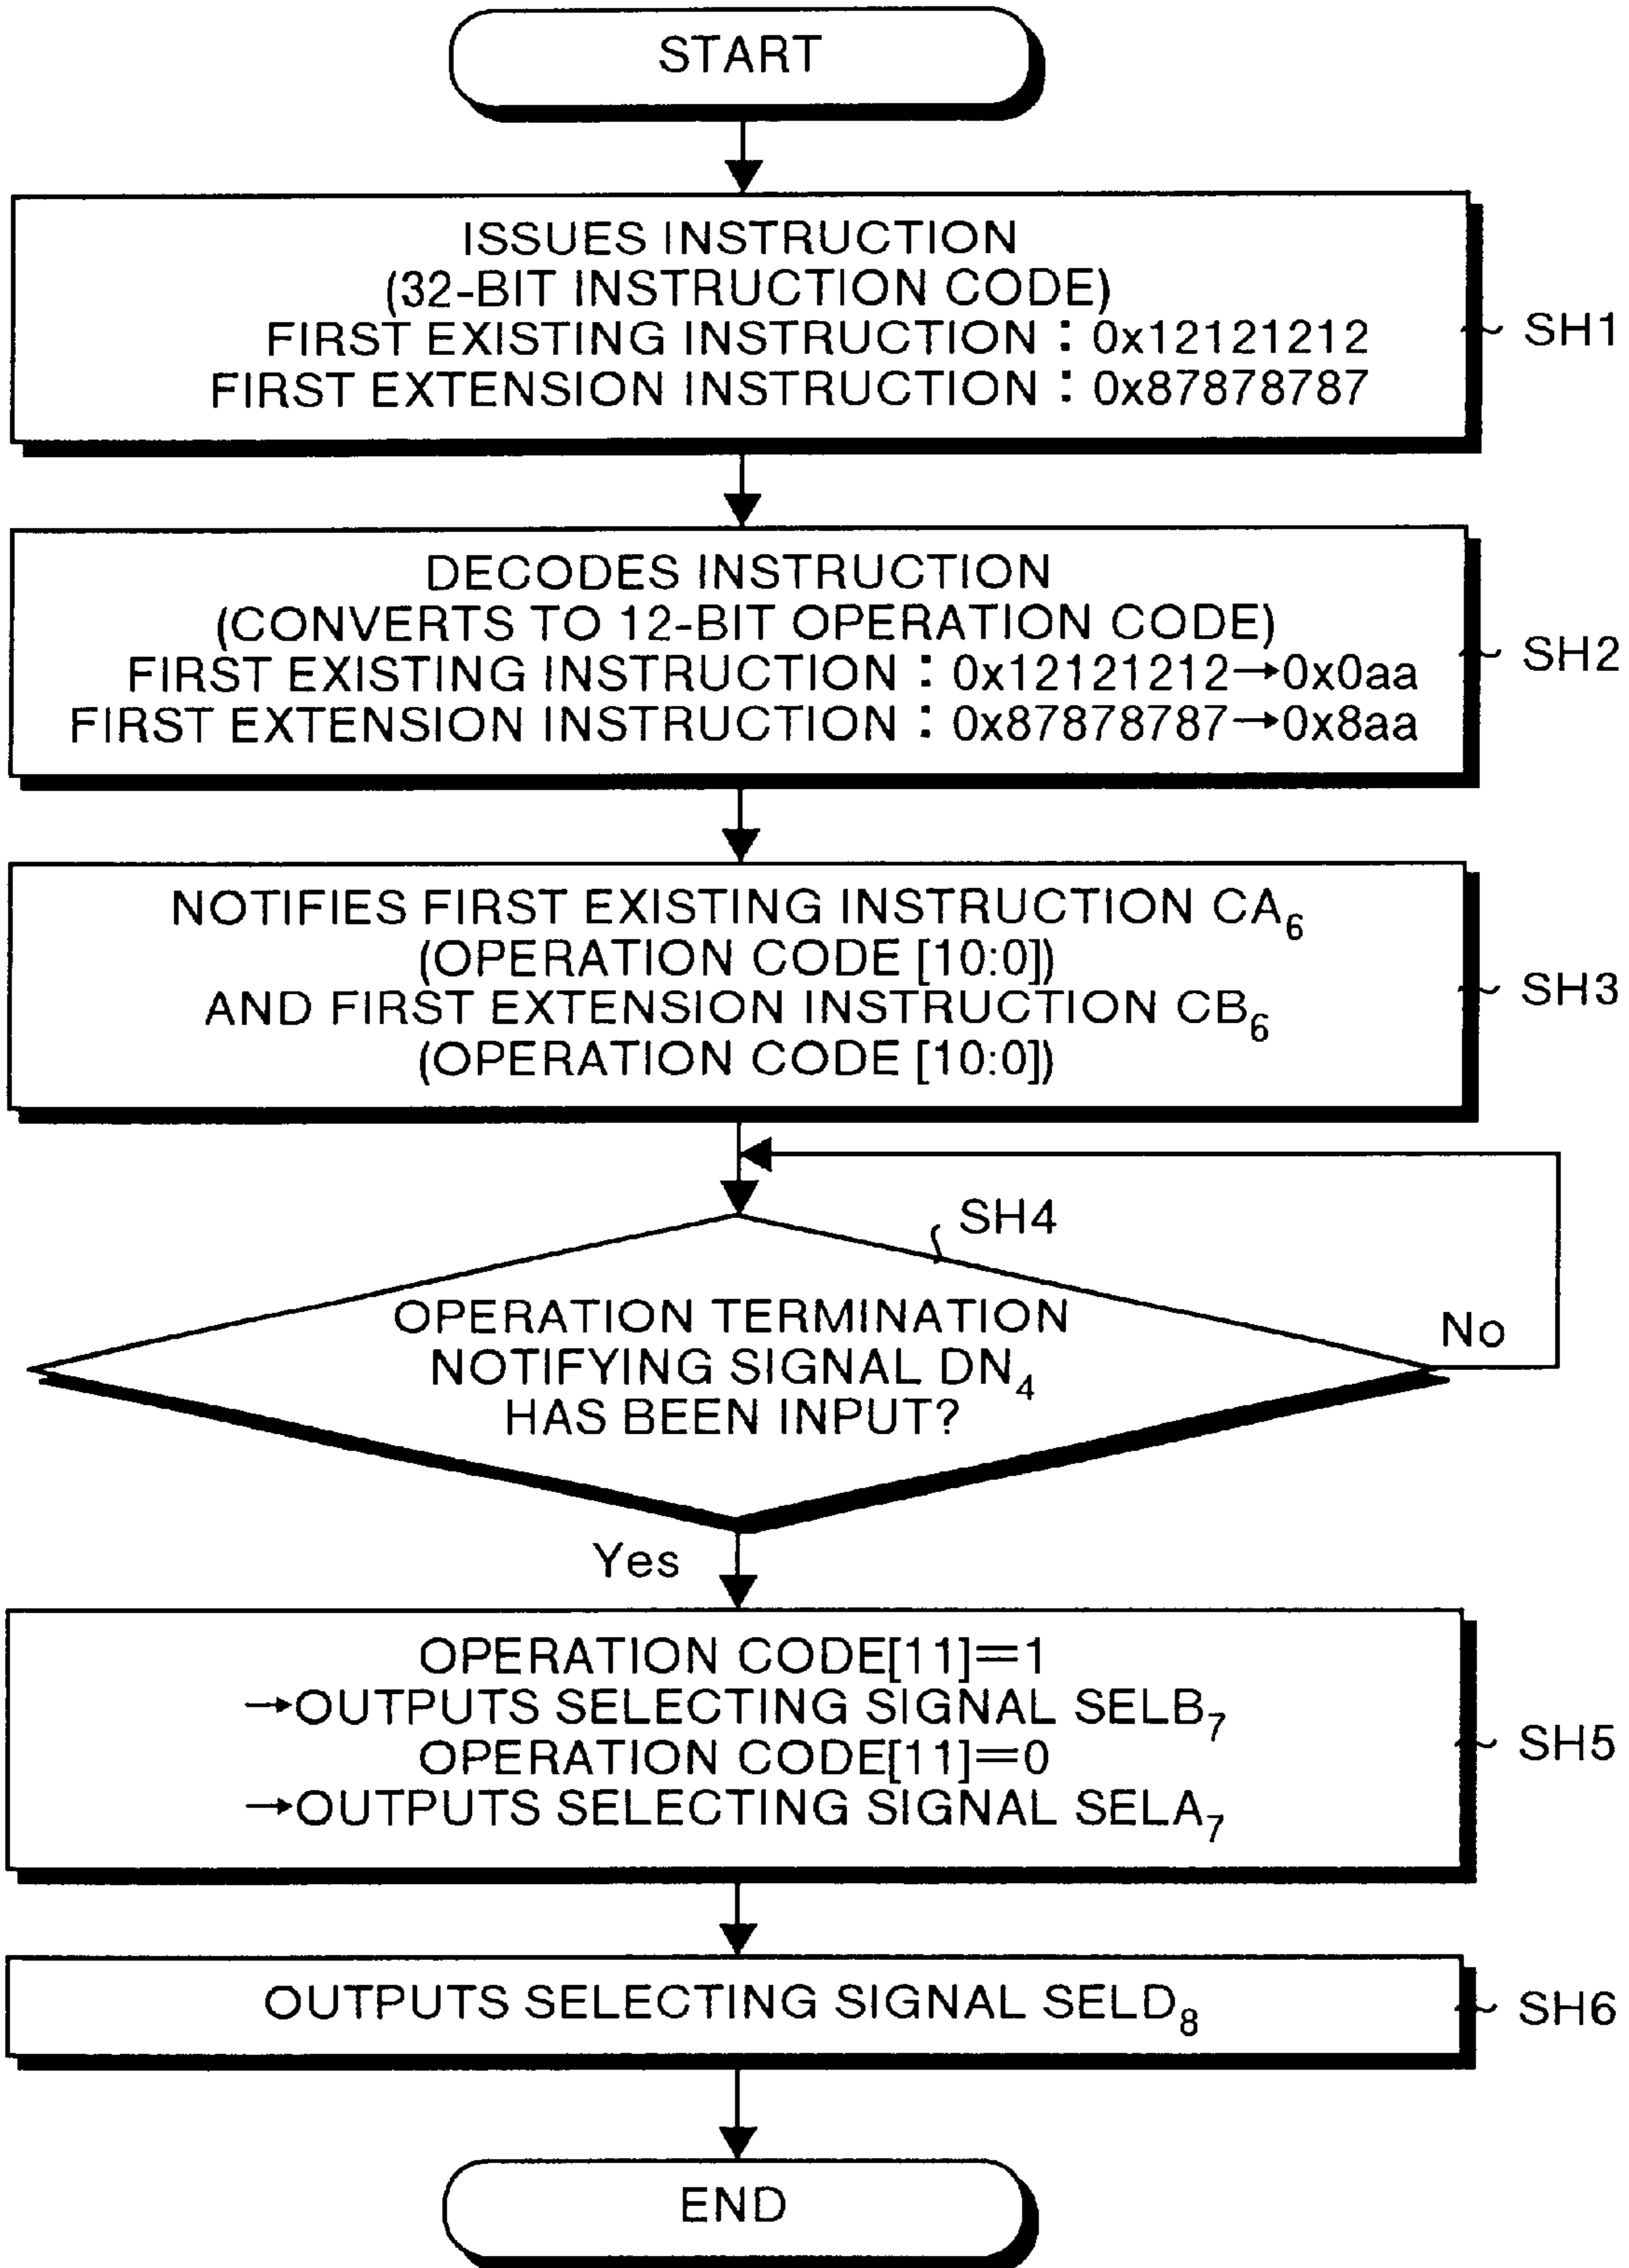 START
ISSUES INSTRUCTION
(32-BIT INSTRUCTION CODE)
FIRST EXISTING INSTRUCTION : 0x12121212
FIRST EXTENSION INSTRUCTION : 0x87878787
SH1
DECODES INSTRUCTION
(CONVERTS TO 12-BIT OPERATION CODE)
FIRST EXISTING INSTRUCTION : 0x12121212→0x0aa
FIRST EXTENSION INSTRUCTION : 0x87878787→0x8aa
SH2
NOTIFIES FIRST EXISTING INSTRUCTION CA6
(OPERATION CODE [10:0])
AND FIRST EXTENSION INSTRUCTION CB6
(OPERATION CODE [10:0])
SH3
SH4
OPERATION TERMINATION
NOTIFYING SIGNAL DN4
HAS BEEN INPUT?
No
Yes
OPERATION CODE[11]=1
→OUTPUTS SELECTING SIGNAL SELB7
OPERATION CODE[11]=0
→OUTPUTS SELECTING SIGNAL SELA7
SH5
OUTPUTS SELECTING SIGNAL SELD8
SH6
END